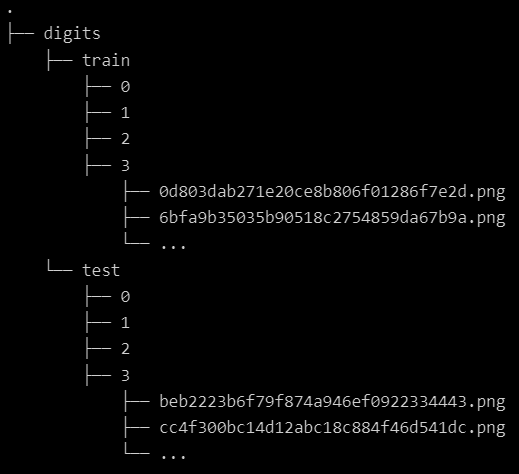 .
├── digits
    ├── train
        ├── 0
        ├── 1
        ├── 2
        ├── 3
            ├── 0d803dab271e20ce8b806f01286f7e2d.png
            ├── 6bfa9b35035b90518c2754859da67b9a.png
            └── ...
    └── test
        ├── 0
        ├── 1
        ├── 2
        ├── 3
            ├── beb2223b6f79f874a946ef0922334443.png
            ├── cc4f300bc14d12abc18c884f46d541dc.png
            └── ...